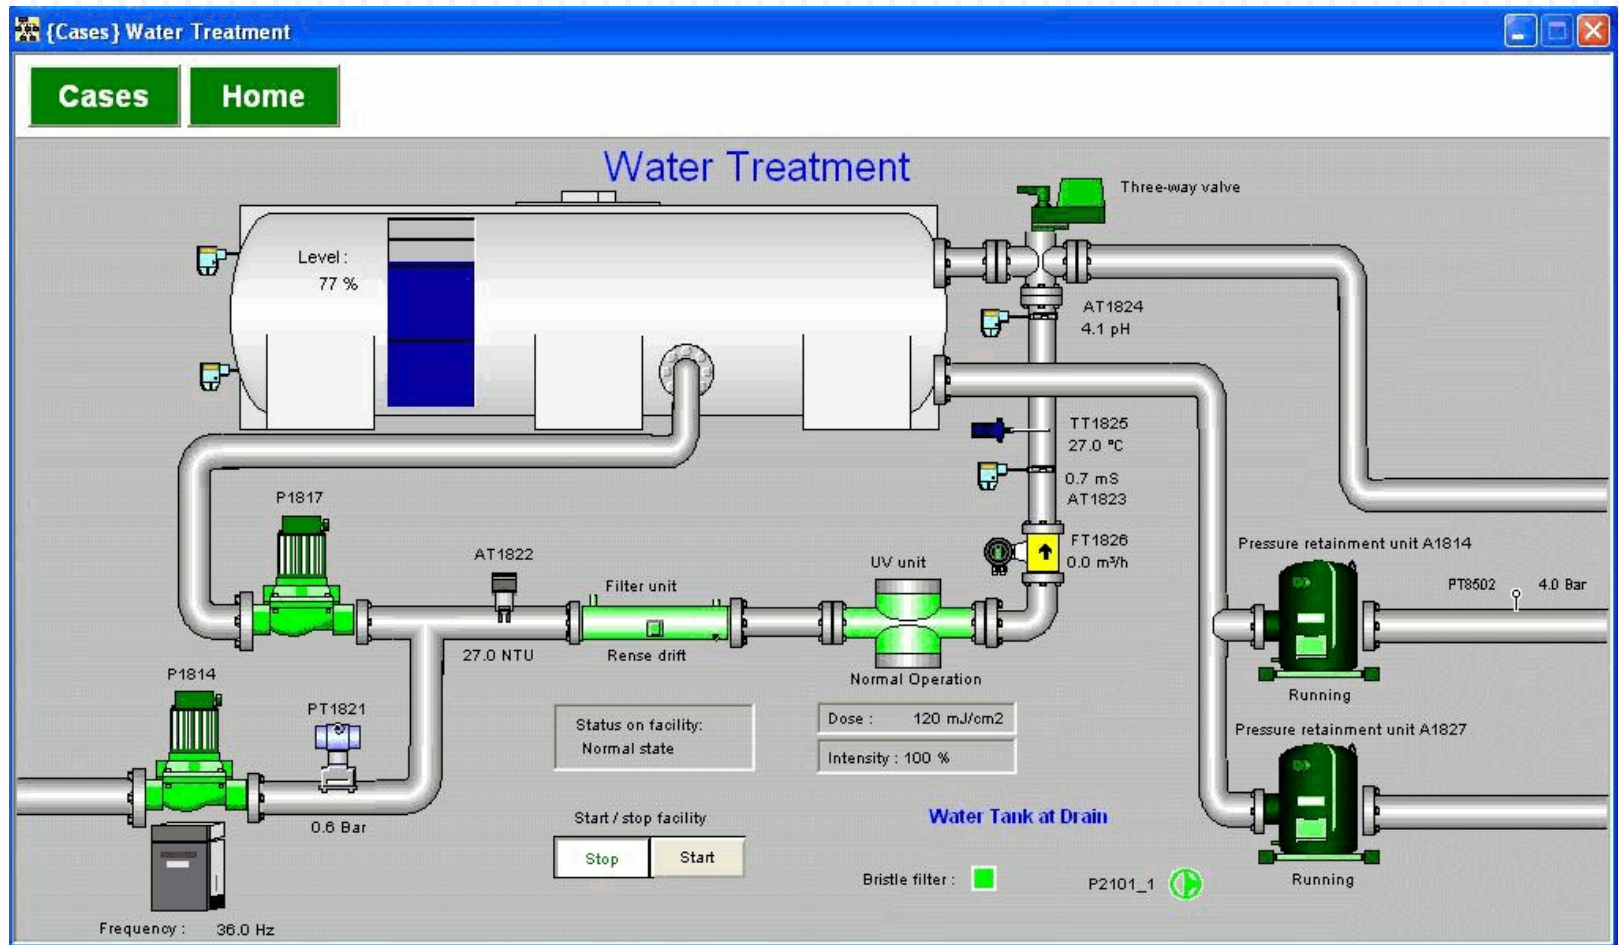 {Cases} Water Treatment
Cases
Home
Water Treatment
Three-way valve
Level :
77 %
AT1824
4.1 pH
TT1825
27.0 ºC
0.7 mS
AT1823
P1817
FT1826
0.0 m³/h
AT1822
UV unit
Filter unit
Pressure retainment unit A1814
PT8502
4.0 Bar
27.0 NTU
Rense drift
Normal Operation
P1814
Running
PT1821
Status on facility:
Normal state
Dose : 120 mJ/cm2
Intensity : 100 %
Pressure retainment unit A1827
0.6 Bar
Start / stop facility
Stop
Start
Water Tank at Drain
Bristle filter :
P2101_1
Running
Frequency : 36.0 Hz